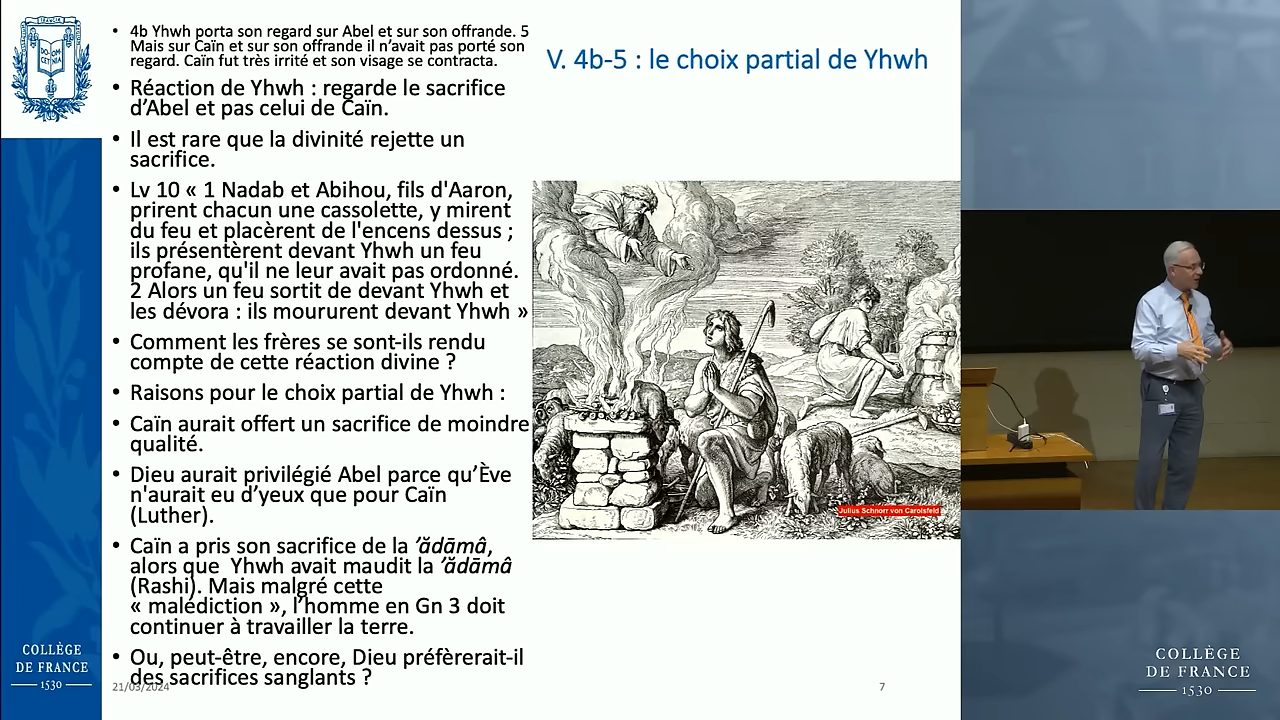 V. 4b-5 : le choix partial de Yhwh
• 4b Yhwh porta son regard sur Abel et sur son offrande. 5
Mais sur Caïn et sur son offrande il n’avait pas porté son
regard. Caïn fut très irrité et son visage se contracta.
• Réaction de Yhwh : regarde le sacrifice
d’Abel et pas celui de Caïn.
• Il est rare que la divinité rejette un
sacrifice.
• Lv 10 « 1 Nadab et Abihou, fils d'Aaron,
prirent chacun une cassolette, y mirent
du feu et placèrent de l'encens dessus ;
ils présentèrent devant Yhwh un feu
profane, qu'il ne leur avait pas ordonné.
2 Alors un feu sortit de devant Yhwh et
les dévora : ils moururent devant Yhwh »
• Comment les frères se sont-ils rendu
compte de cette réaction divine ?
• Raisons pour le choix partial de Yhwh :
• Caïn aurait offert un sacrifice de moindre
qualité.
• Dieu aurait privilégié Abel parce qu’Ève
n'aurait eu d’yeux que pour Caïn
(Luther).
• Caïn a pris son sacrifice de la ’ădāmâ,
alors que Yhwh avait maudit la ’ădāmâ
(Rashi). Mais malgré cette
« malédiction », l’homme en Gn 3 doit
continuer à travailler la terre.
• Ou, peut-être, encore, Dieu préfèrerait-il
des sacrifices sanglants ?
21/03/2024
7
Julius Schnorr von Carolsfeld
COLLÈGE
DE FRANCE
1530
COLLÈGE
DE FRANCE
1530